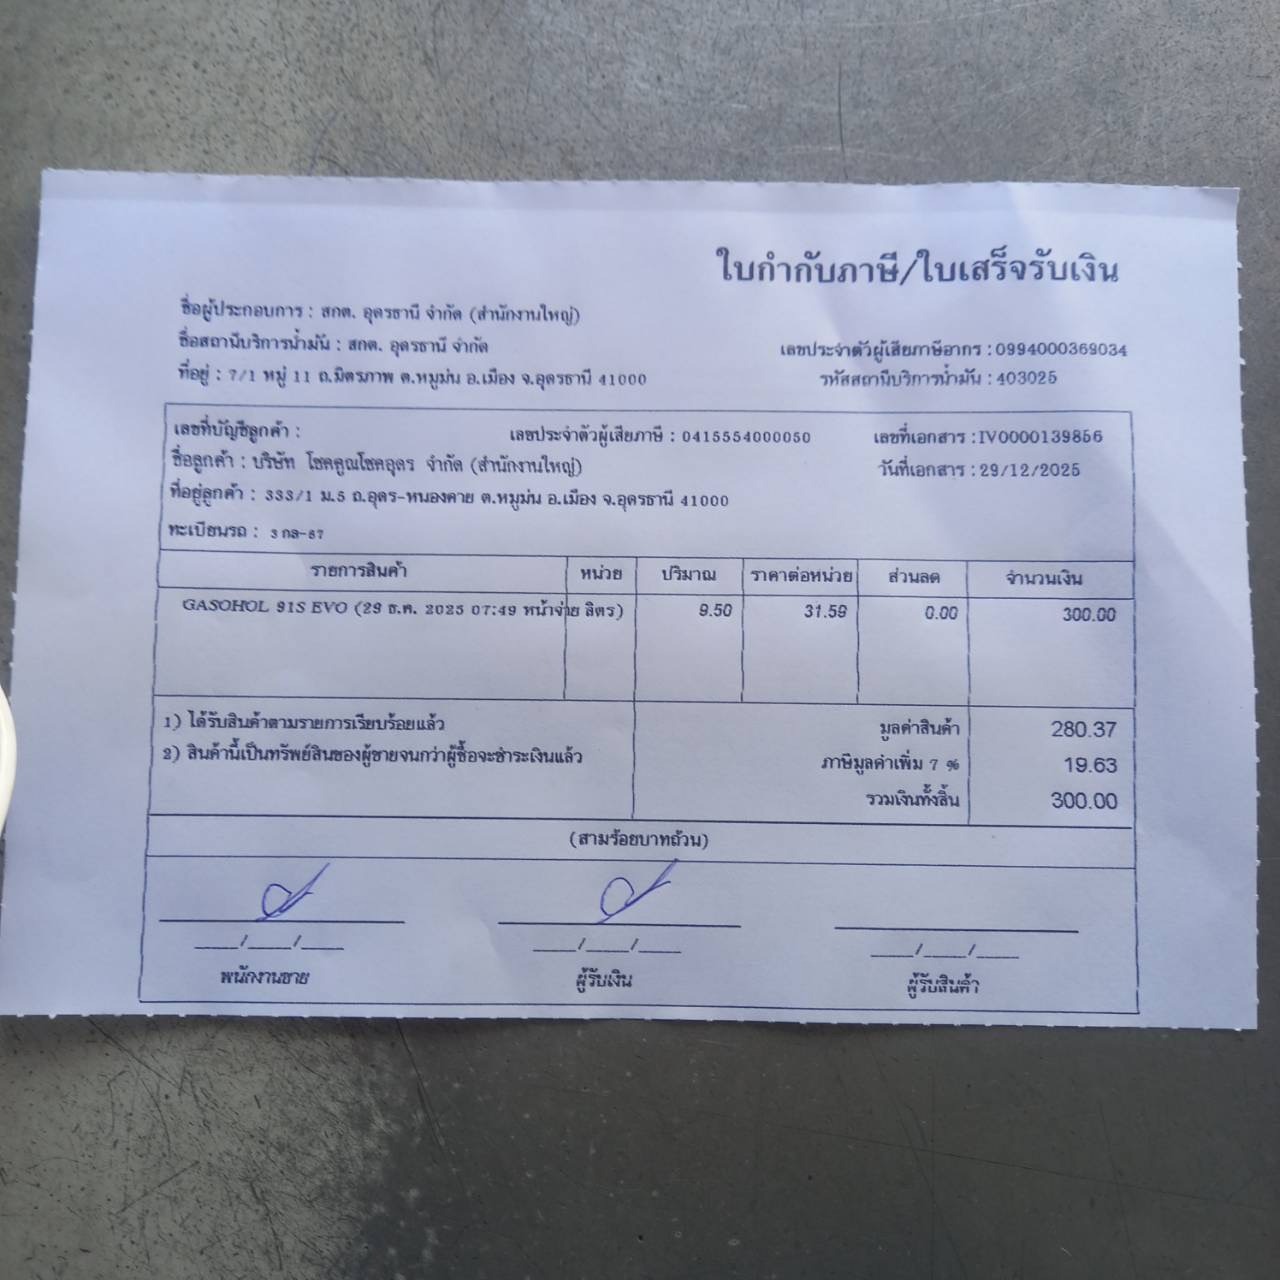 ใบกำกับภาษี/ใบเสร็จรับเงิน
ชื่อผู้ประกอบการ : สกต. อุดรธานี จำกัด (สำนักงานใหญ่)
ชื่อสถานีบริการน้ำมัน : สกต. อุดรธานี จำกัด
เลขประจำตัวผู้เสียภาษีอากร : 0994000369034
ที่อยู่ : 7/1 หมู่ 11 ถ.มิตรภาพ ต.หมูม่น อ.เมือง จ.อุดรธานี 41000
รหัสสถานีบริการน้ำมัน : 403025
เลขที่บัญชีลูกค้า : เลขประจำตัวผู้เสียภาษี : 0415554000050 เลขที่เอกสาร : IV0000139856
ชื่อลูกค้า : บริษัท โชคคูณโชคอุดร จำกัด (สำนักงานใหญ่) วันที่เอกสาร : 29/12/2025
ที่อยู่ลูกค้า : 333/1 ม.5 ถ.อุดร-หนองคาย ต.หมูม่น อ.เมือง จ.อุดรธานี 41000
ทะเบียนรถ :
รายการสินค้า หน่วย ปริมาณ ราคาต่อหน่วย ส่วนลด จำนวนเงิน
GASOHOL 91S EVO (29 ธ.ค. 2025 07:49 หน้าจ่าย ลิตร) 9.50 31.59 0.00 300.00
1) ได้รับสินค้าตามรายการเรียบร้อยแล้ว
2) สินค้านี้เป็นทรัพย์สินของผู้ขายจนกว่าผู้ซื้อจะชำระเงินแล้ว
มูลค่าสินค้า 280.37
ภาษีมูลค่าเพิ่ม 7 % 19.63
รวมเงินทั้งสิ้น 300.00
(สามร้อยบาทถ้วน)
___/___/___ ___/___/___ ___/___/___
พนักงานขาย ผู้รับเงิน ผู้รับสินค้า